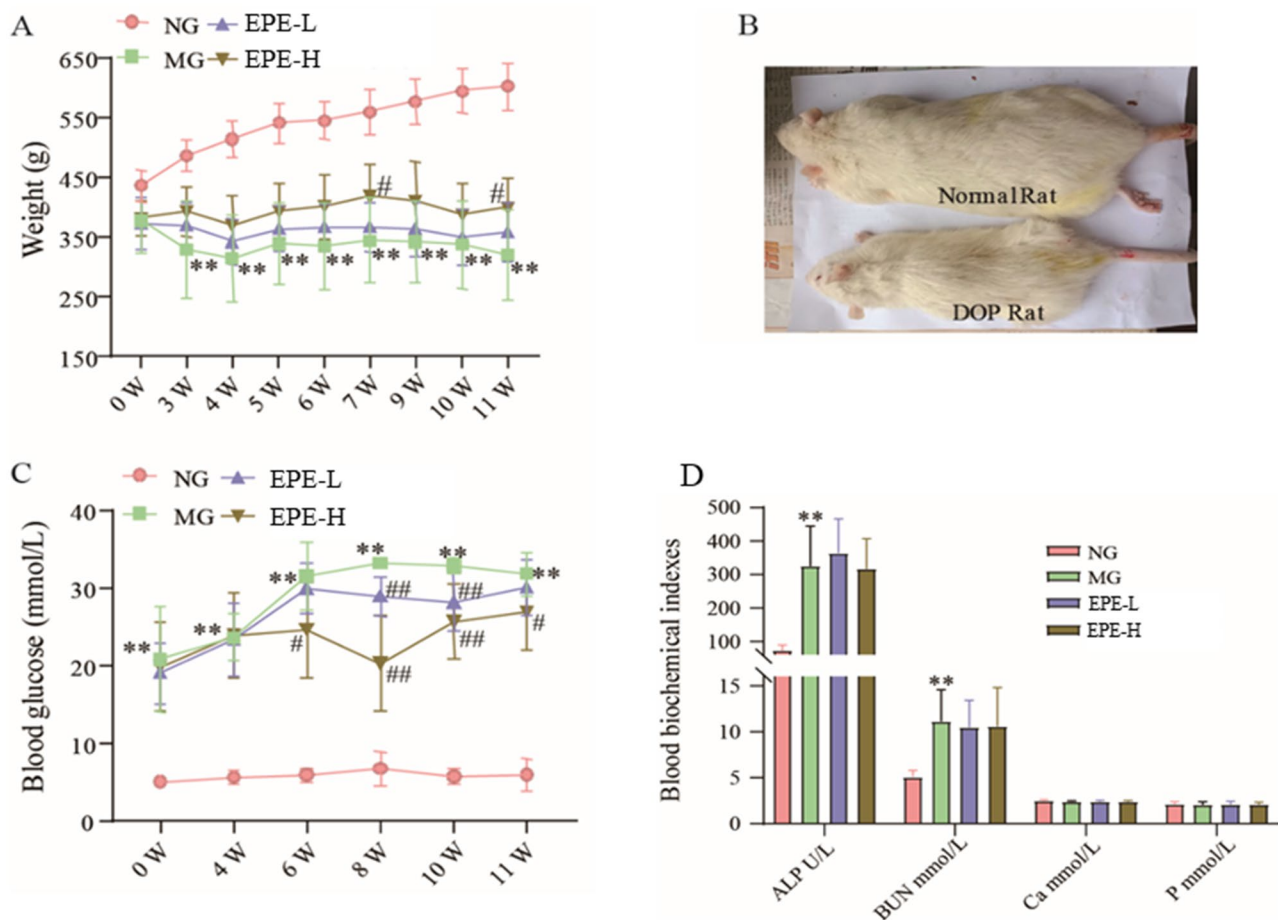 A
NG EPE-L
MG EPE-H
650
550
450
350
250
150
Weight (g)
#
#
** ** ** ** ** ** ** **
0 W 3 W 4 W 5 W 6 W 7 W 9 W 10 W 11 W
B
Normal Rat
DOP Rat
C
NG EPE-L
MG EPE-H
40
30
20
10
0
Blood glucose (mmol/L)
** ** ** ** ** **
## ##
# ## ## #
0 W 4 W 6 W 8 W 10 W 11 W
D
500
400
300
200
100
15
10
5
0
Blood biochemical indexes
**
**
NG
MG
EPE-L
EPE-H
ALP U/L BUN mmol/L Ca mmol/L P mmol/L